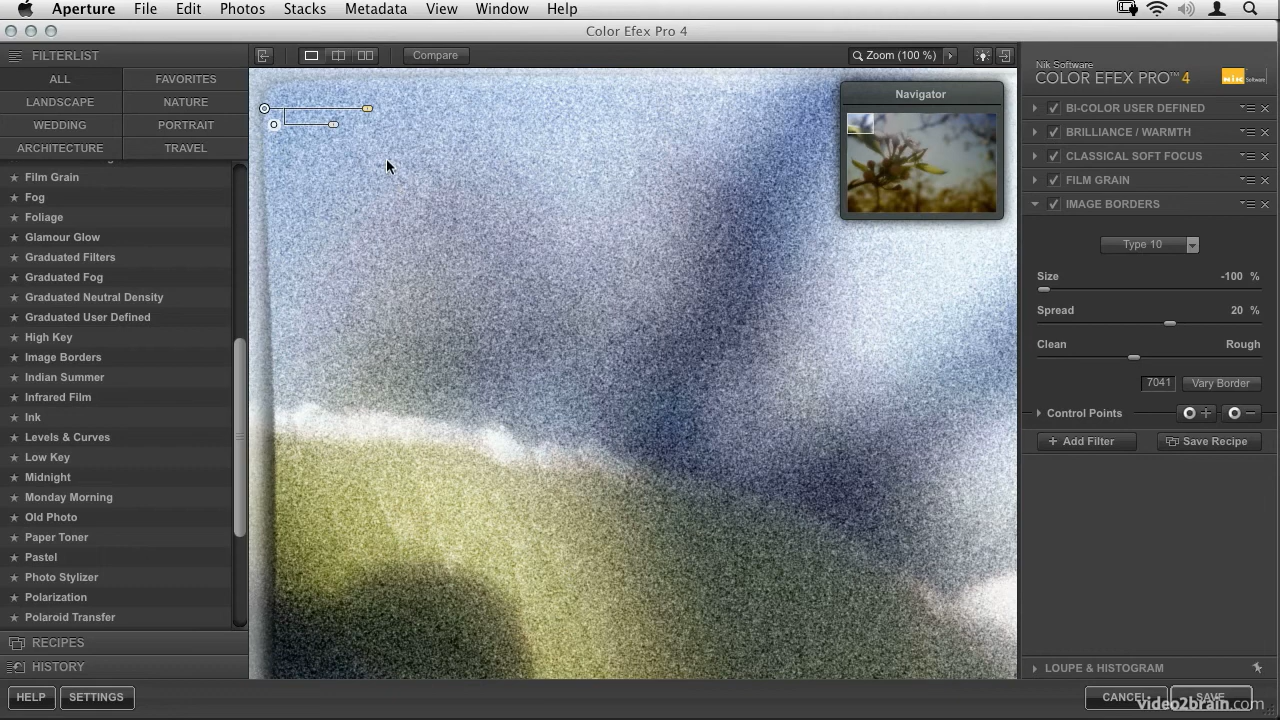 Aperture File Edit Photos Stacks Metadata View Window Help
Color Efex Pro 4
FILTERLIST
ALL FAVORITES
LANDSCAPE NATURE
WEDDING PORTRAIT
ARCHITECTURE TRAVEL
Film Grain
Fog
Foliage
Glamour Glow
Graduated Filters
Graduated Fog
Graduated Neutral Density
Graduated User Defined
High Key
Image Borders
Indian Summer
Infrared Film
Ink
Levels & Curves
Low Key
Midnight
Monday Morning
Old Photo
Paper Toner
Pastel
Photo Stylizer
Polarization
Polaroid Transfer
RECIPES
HISTORY
HELP SETTINGS
Compare
Zoom (100 %)
Navigator
Nik Software
COLOR EFEX PRO™ 4
Nik Software
BI-COLOR USER DEFINED
BRILLIANCE / WARMTH
CLASSICAL SOFT FOCUS
FILM GRAIN
IMAGE BORDERS
Type 10
Size -100 %
Spread 20 %
Clean Rough
7041 Vary Border
Control Points
Add Filter Save Recipe
LOUPE & HISTOGRAM
CANCEL SAVE
video2brain.com